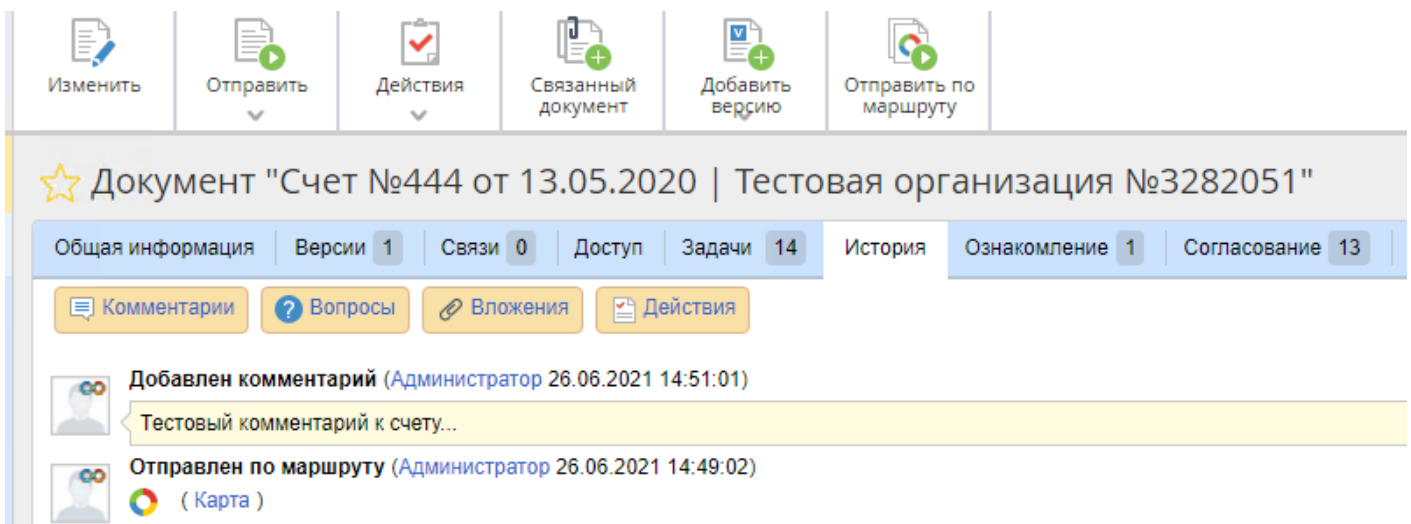 Изменить
Отправить
Действия
Связанный
документ
Добавить
версию
Отправить по
маршруту
Документ "Счет №444 от 13.05.2020 | Тестовая организация №3282051"
Общая информация Версии 1 Связи 0 Доступ Задачи 14 История Ознакомление 1 Согласование 13
Комментарии Вопросы Вложения Действия
Добавлен комментарий (Администратор 26.06.2021 14:51:01)
Тестовый комментарий к счету...
Отправлен по маршруту (Администратор 26.06.2021 14:49:02)
( Карта )